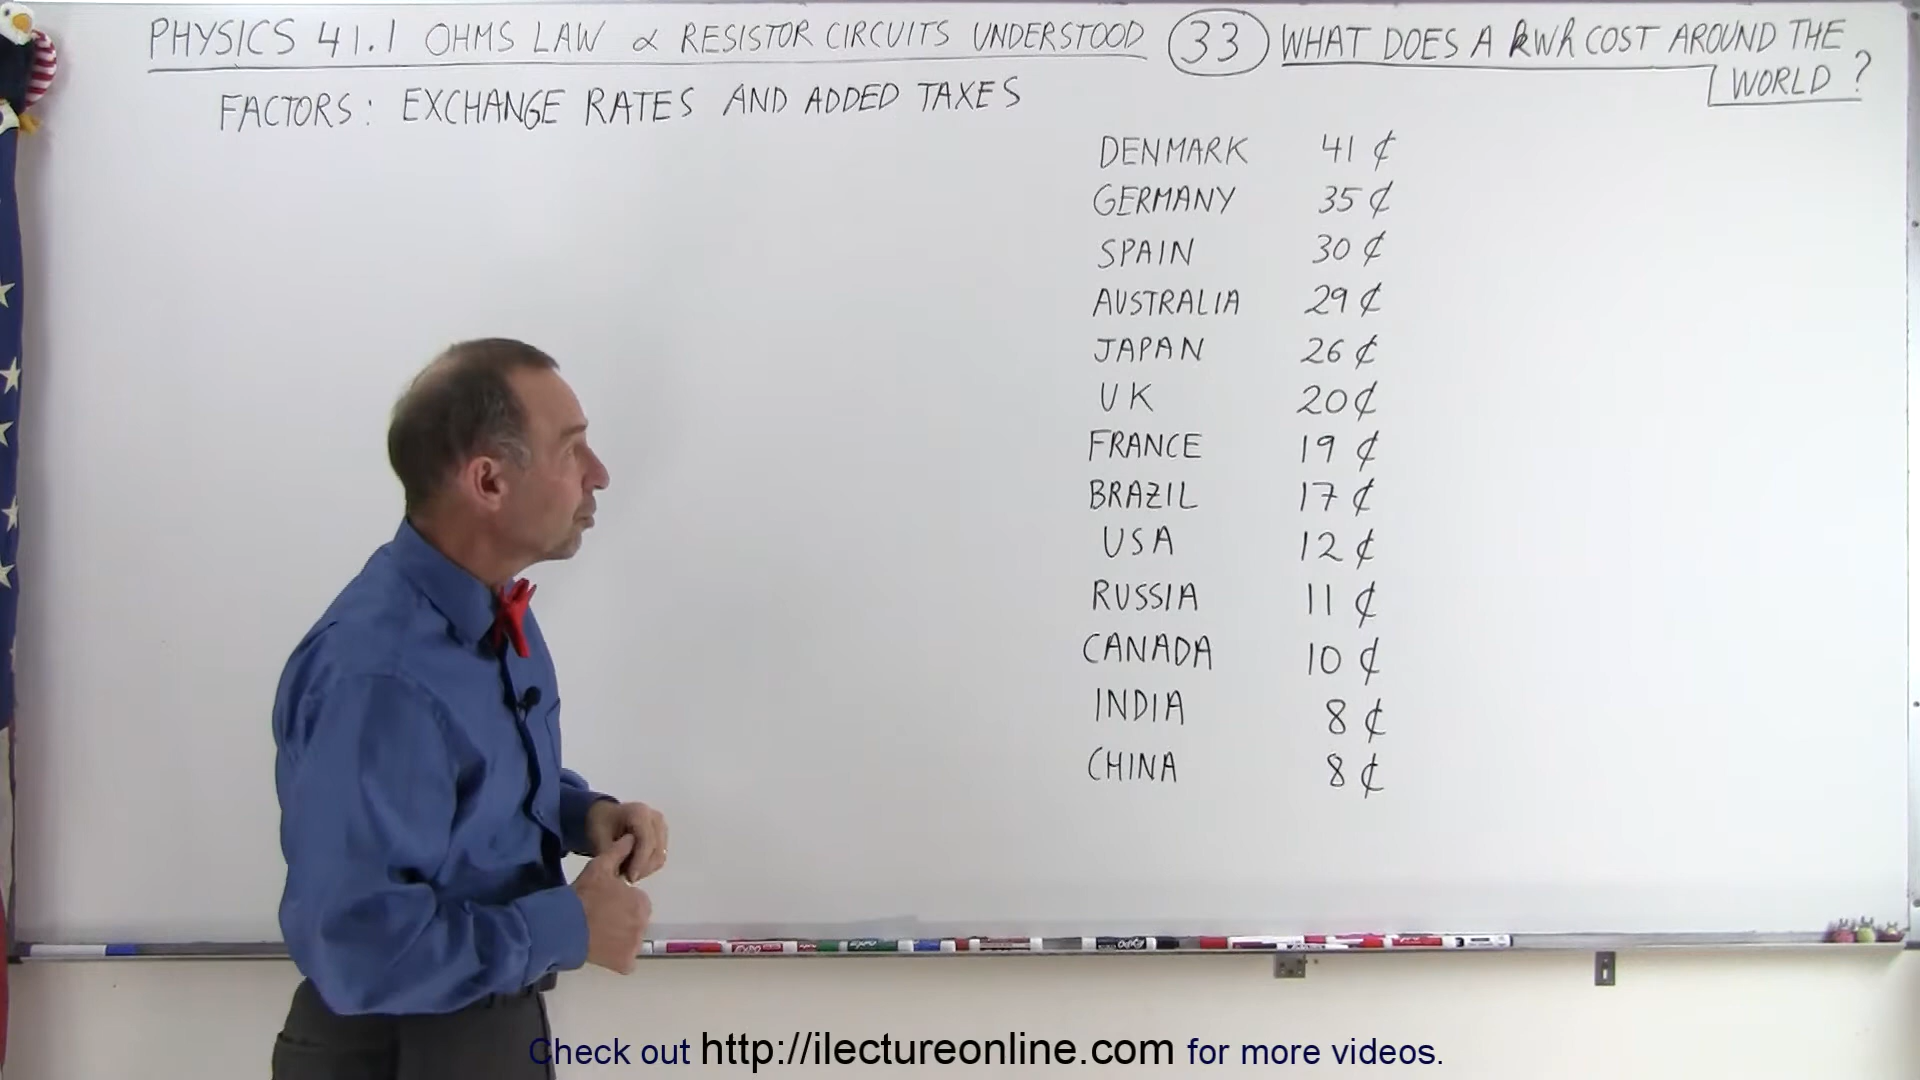 PHYSICS 41.1 OHMS LAW & RESISTOR CIRCUITS UNDERSTOOD 33 WHAT DOES A kWh COST AROUND THE
WORLD?
FACTORS: EXCHANGE RATES AND ADDED TAXES
DENMARK 41 ¢
GERMANY 35 ¢
SPAIN 30 ¢
AUSTRALIA 29 ¢
JAPAN 26 ¢
UK 20 ¢
FRANCE 19 ¢
BRAZIL 17 ¢
USA 12 ¢
RUSSIA 11 ¢
CANADA 10 ¢
INDIA 8 ¢
CHINA 8 ¢
Check out http://ilectureonline.com for more videos.